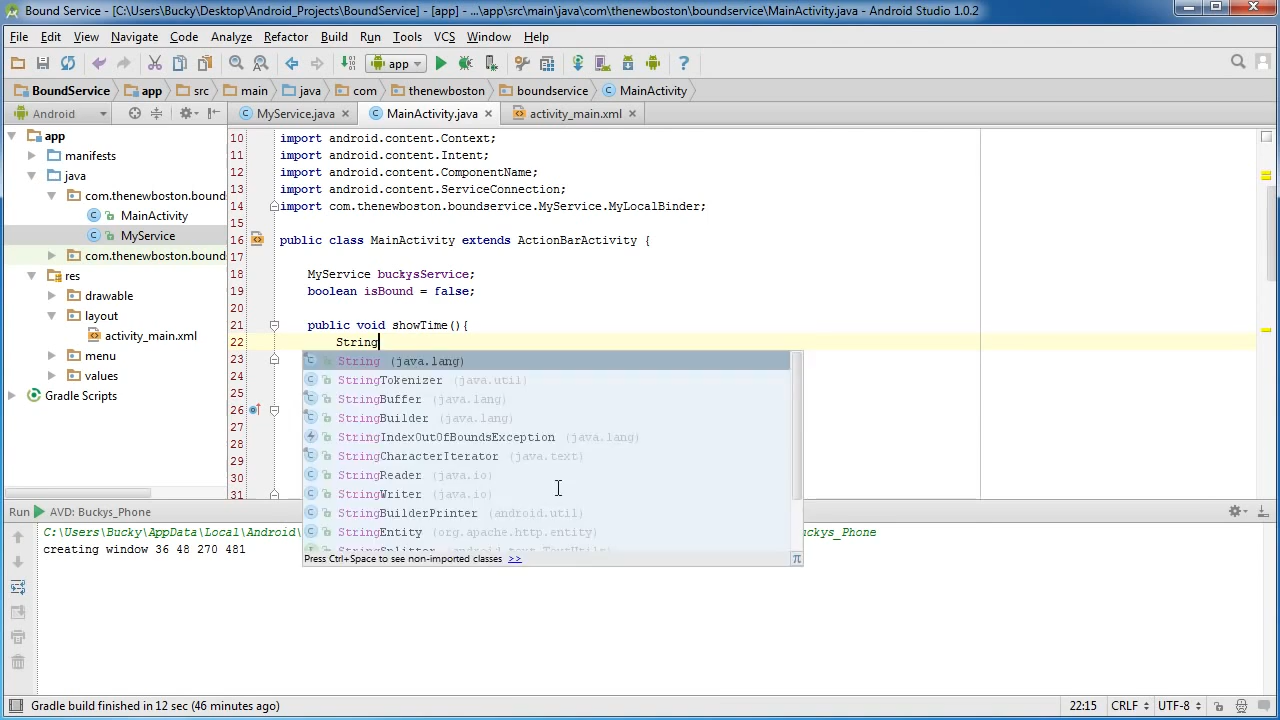 Bound Service - [C:\Users\Bucky\Desktop\Android_Projects\BoundService] - [app] - ...\app\src\main\java\com\thenewboston\boundservice\MainActivity.java - Android Studio 1.0.2
File Edit View Navigate Code Analyze Refactor Build Run Tools VCS Window Help
app
BoundService app src main java com thenewboston boundservice MainActivity
Android MyService.java MainActivity.java activity_main.xml
app
manifests
java
com.thenewboston.bound
MainActivity
MyService
com.thenewboston.bound
res
drawable
layout
activity_main.xml
menu
values
Gradle Scripts
10 import android.content.Context;
11 import android.content.Intent;
12 import android.content.ComponentName;
13 import android.content.ServiceConnection;
14 import com.thenewboston.boundservice.MyService.MyLocalBinder;
15
16 public class MainActivity extends ActionBarActivity {
17
18 MyService buckysService;
19 boolean isBound = false;
20
21 public void showTime(){
22 String
23
24
25
26
27
28
29
30
31
String (java.lang)
StringTokenizer (java.util)
StringBuffer (java.lang)
StringBuilder (java.lang)
StringIndexOutOfBoundsException (java.lang)
StringCharacterIterator (java.text)
StringReader (java.io)
StringWriter (java.io)
StringBuilderPrinter (android.util)
StringEntity (org.apache.http.entity)
StringSplitter (android.text.TextUtils)
Press Ctrl+Space to see non-imported classes >> π
Run AVD: Buckys_Phone
C:\Users\Bucky\AppData\Local\Android\ uckys_Phone
creating window 36 48 270 481
Gradle build finished in 12 sec (46 minutes ago) 22:15 CRLF UTF-8